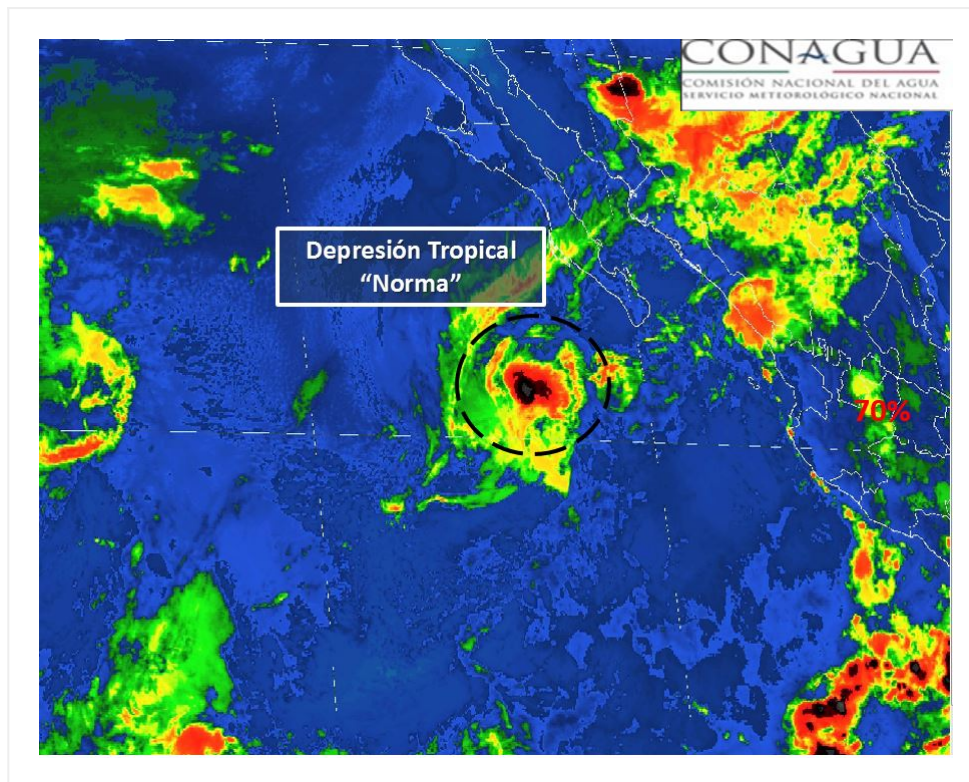 CONAGUA
COMISIÓN NACIONAL DEL AGUA
SERVICIO METEOROLÓGICO NACIONAL
Depresión Tropical
“Norma”
70%